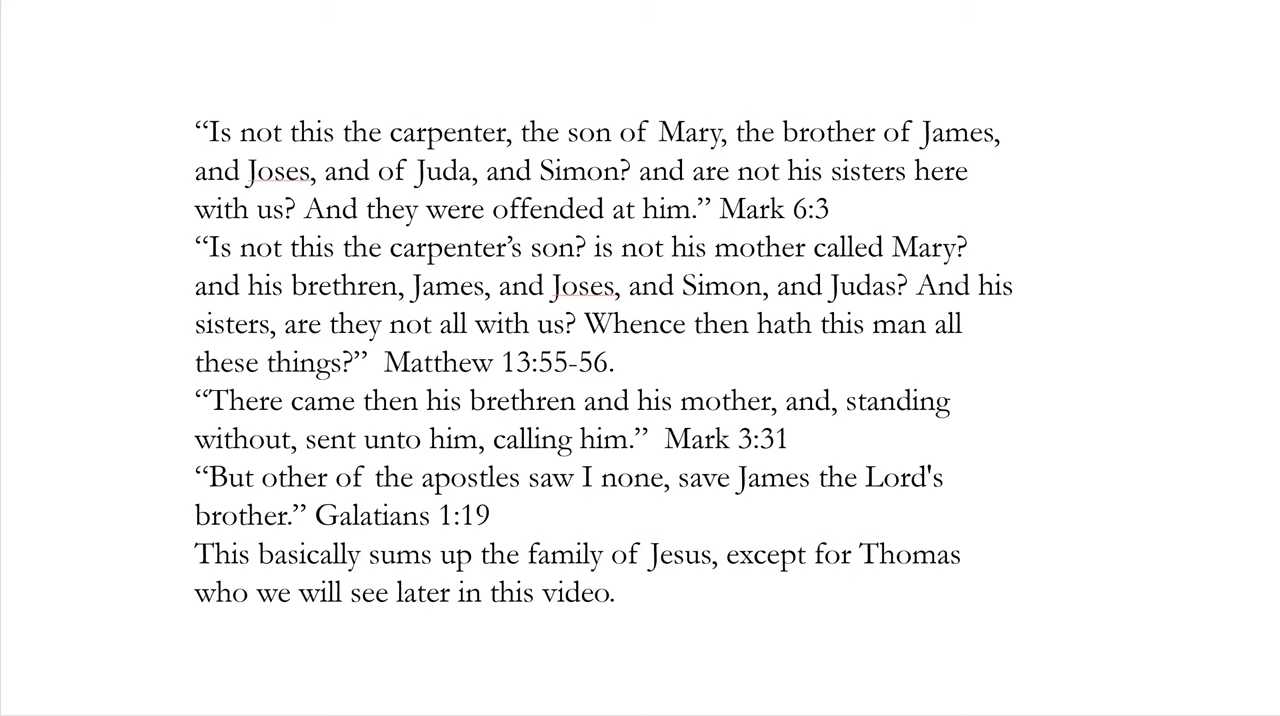 “Is not this the carpenter, the son of Mary, the brother of James,
and Joses, and of Juda, and Simon? and are not his sisters here
with us? And they were offended at him.” Mark 6:3
“Is not this the carpenter’s son? is not his mother called Mary?
and his brethren, James, and Joses, and Simon, and Judas? And his
sisters, are they not all with us? Whence then hath this man all
these things?”  Matthew 13:55-56.
“There came then his brethren and his mother, and, standing
without, sent unto him, calling him.”  Mark 3:31
“But other of the apostles saw I none, save James the Lord's
brother.” Galatians 1:19
This basically sums up the family of Jesus, except for Thomas
who we will see later in this video.